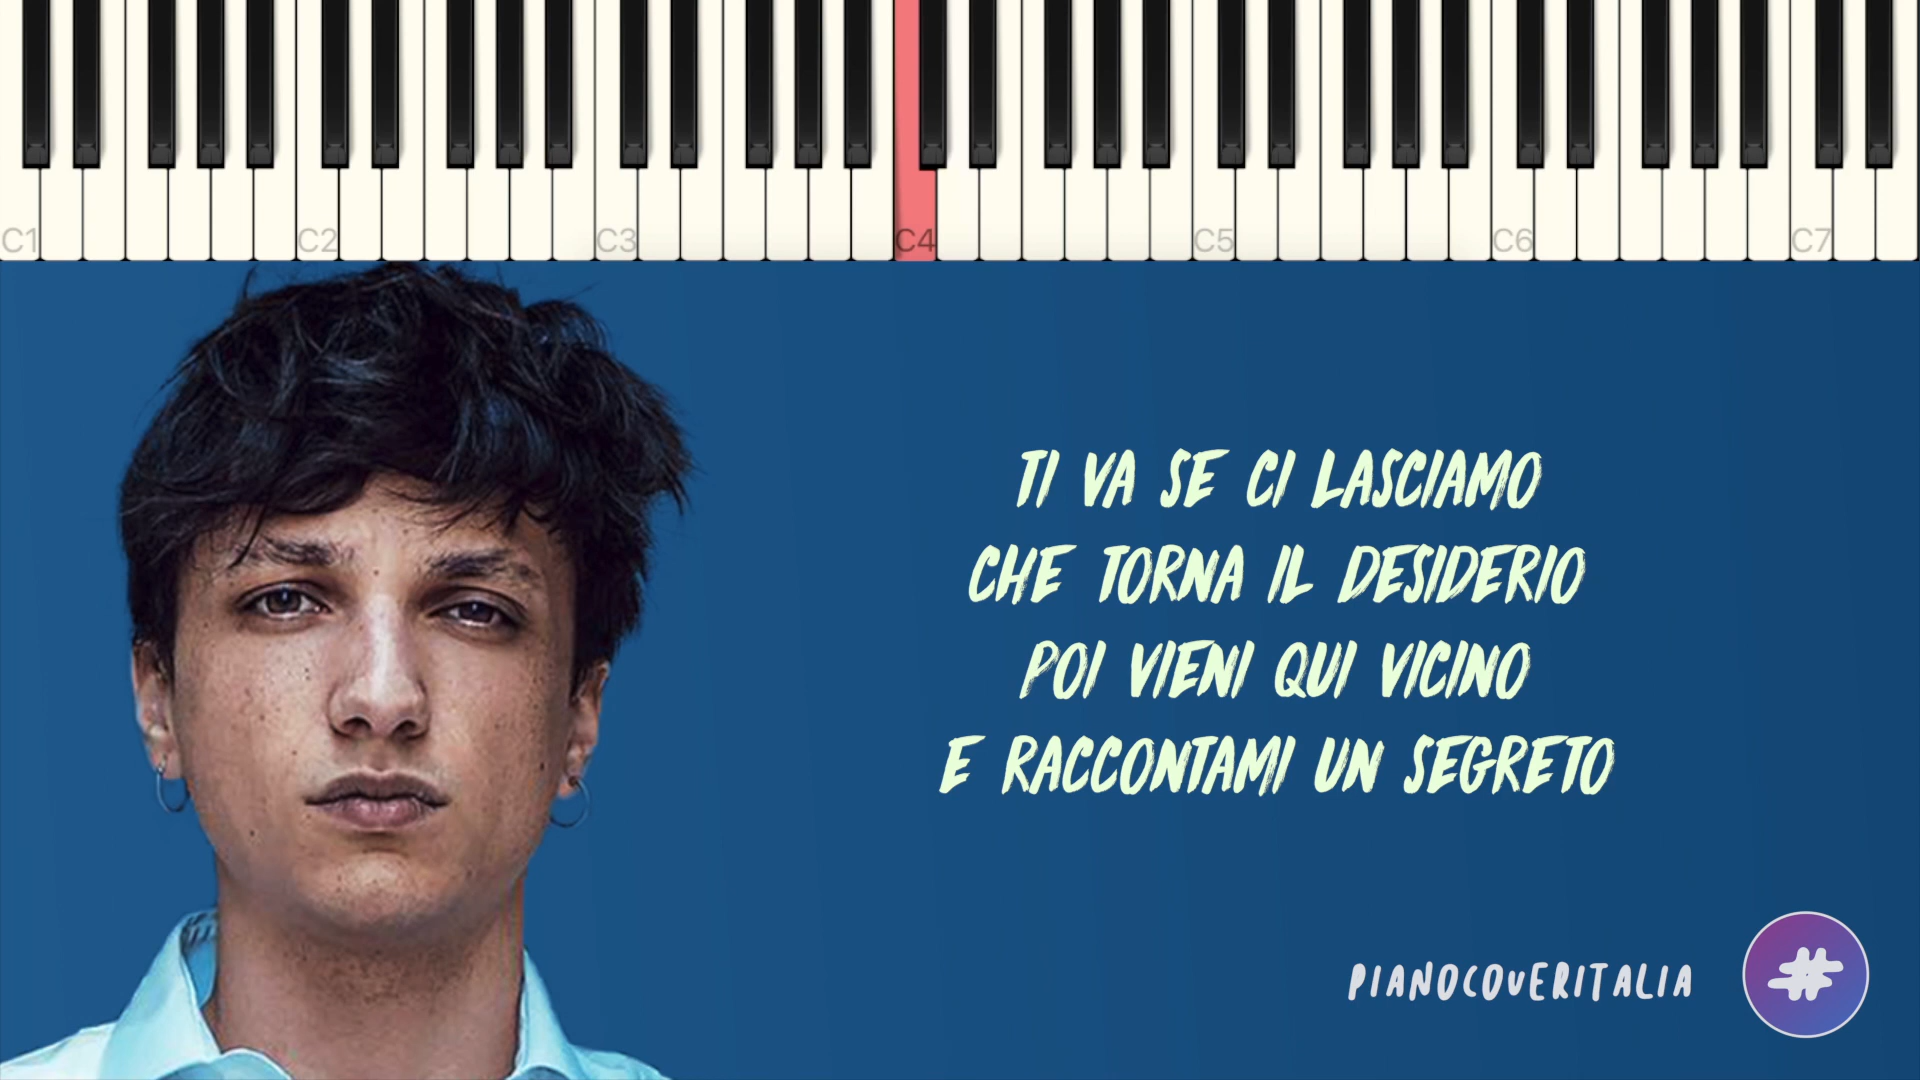 C1 C2 C3 C4 C5 C6 C7
TI VA SE CI LASCIAMO
CHE TORNA IL DESIDERIO
POI VIENI QUI VICINO
E RACCONTAMI UN SEGRETO
PIANOCOVERITALIA #